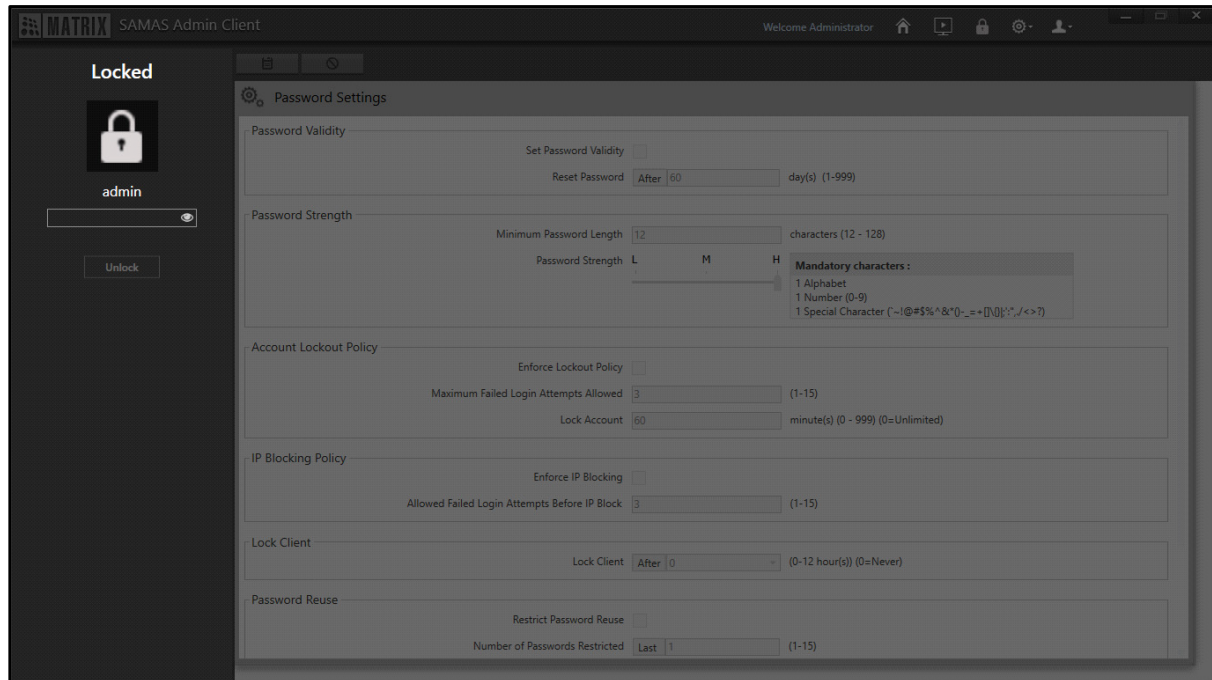 MATRIX SAMAS Admin Client
Welcome Administrator
Locked
admin
Unlock
Password Settings
Password Validity
Set Password Validity
Reset Password After 60 day(s) (1-999)
Password Strength
Minimum Password Length 12 characters (12 - 128)
Password Strength L M H
Mandatory characters :
1 Alphabet
1 Number (0-9)
1 Special Character (`~!@#$%^&*()-_=+[]\{}|;':",./<>?)
Account Lockout Policy
Enforce Lockout Policy
Maximum Failed Login Attempts Allowed 3 (1-15)
Lock Account 60 minute(s) (0 - 999) (0=Unlimited)
IP Blocking Policy
Enforce IP Blocking
Allowed Failed Login Attempts Before IP Block 3 (1-15)
Lock Client
Lock Client After 0 (0-12 hour(s)) (0=Never)
Password Reuse
Restrict Password Reuse
Number of Passwords Restricted Last 1 (1-15)